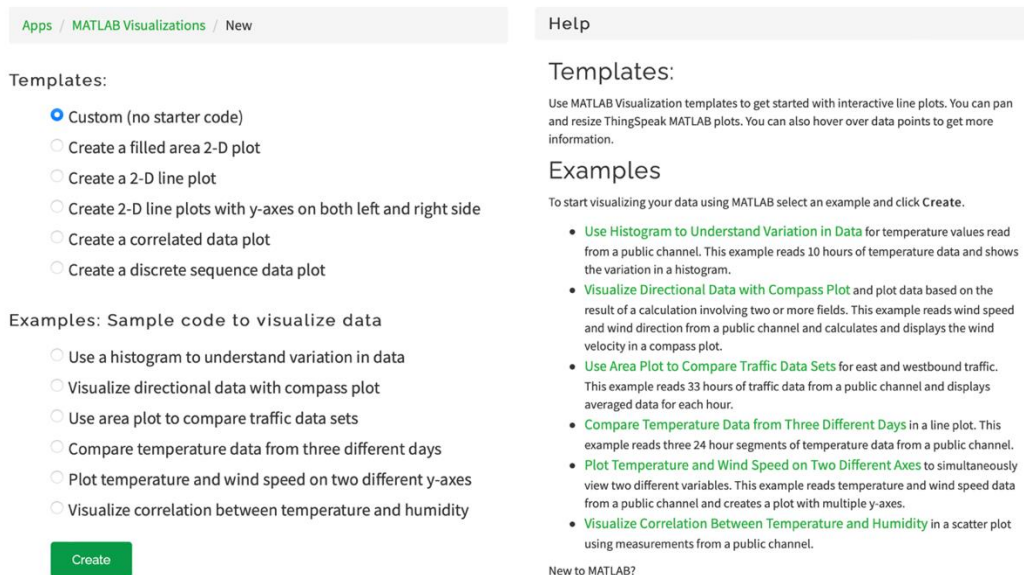 Apps / MATLAB Visualizations / New
Templates:
Custom (no starter code)
Create a filled area 2-D plot
Create a 2-D line plot
Create 2-D line plots with y-axes on both left and right side
Create a correlated data plot
Create a discrete sequence data plot
Examples: Sample code to visualize data
Use a histogram to understand variation in data
Visualize directional data with compass plot
Use area plot to compare traffic data sets
Compare temperature data from three different days
Plot temperature and wind speed on two different y-axes
Visualize correlation between temperature and humidity
Create
Help
Templates:
Use MATLAB Visualization templates to get started with interactive line plots. You can pan
and resize ThingSpeak MATLAB plots. You can also hover over data points to get more
information.
Examples
To start visualizing your data using MATLAB select an example and click Create.
• Use Histogram to Understand Variation in Data for temperature values read
from a public channel. This example reads 10 hours of temperature data and shows
the variation in a histogram.
• Visualize Directional Data with Compass Plot and plot data based on the
result of a calculation involving two or more fields. This example reads wind speed
and wind direction from a public channel and calculates and displays the wind
velocity in a compass plot.
• Use Area Plot to Compare Traffic Data Sets for east and westbound traffic.
This example reads 33 hours of traffic data from a public channel and displays
averaged data for each hour.
• Compare Temperature Data from Three Different Days in a line plot. This
example reads three 24 hour segments of temperature data from a public channel.
• Plot Temperature and Wind Speed on Two Different Axes to simultaneously
view two different variables. This example reads temperature and wind speed data
from a public channel and creates a plot with multiple y-axes.
• Visualize Correlation Between Temperature and Humidity in a scatter plot
using measurements from a public channel.
New to MATLAB?